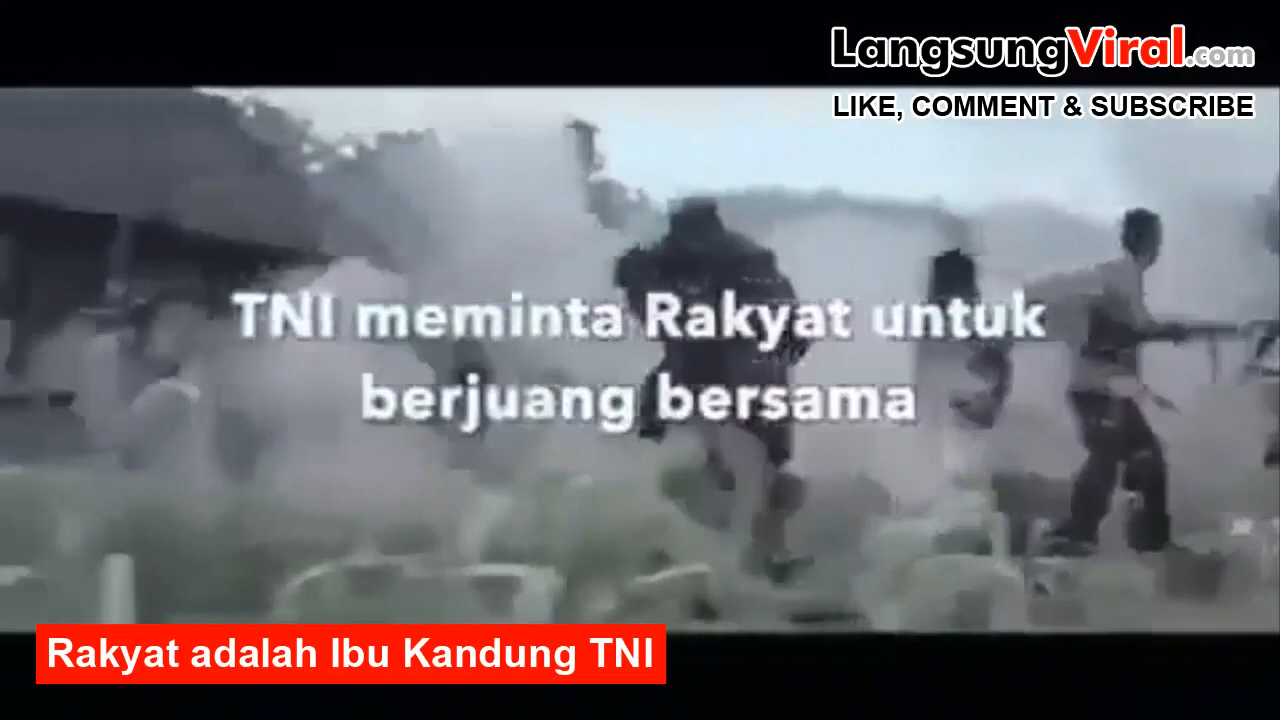 LangsungViral.com
LIKE, COMMENT & SUBSCRIBE
TNI meminta Rakyat untuk
berjuang bersama
Rakyat adalah Ibu Kandung TNI